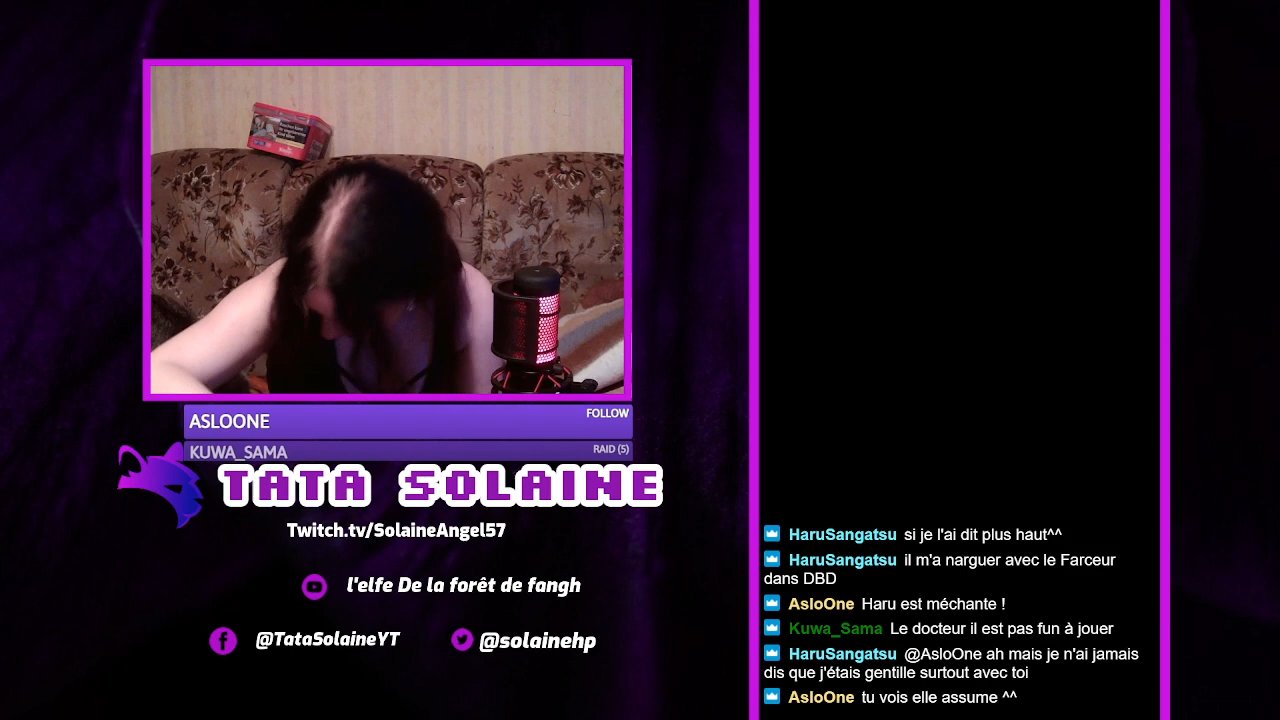 ASLOONE
FOLLOW
KUWA_SAMA
RAID (5)
TATA SOLAINE
Twitch.tv/SolaineAngel57
l'elfe De la forêt de fangh
@TataSolaineYT
@solainehp
HaruSangatsu si je l'ai dit plus haut^^
HaruSangatsu il m'a narguer avec le Farceur
dans DBD
AsloOne Haru est méchante !
Kuwa_Sama Le docteur il est pas fun à jouer
HaruSangatsu @AsloOne ah mais je n'ai jamais
dis que j'étais gentille surtout avec toi
AsloOne tu vois elle assume ^^